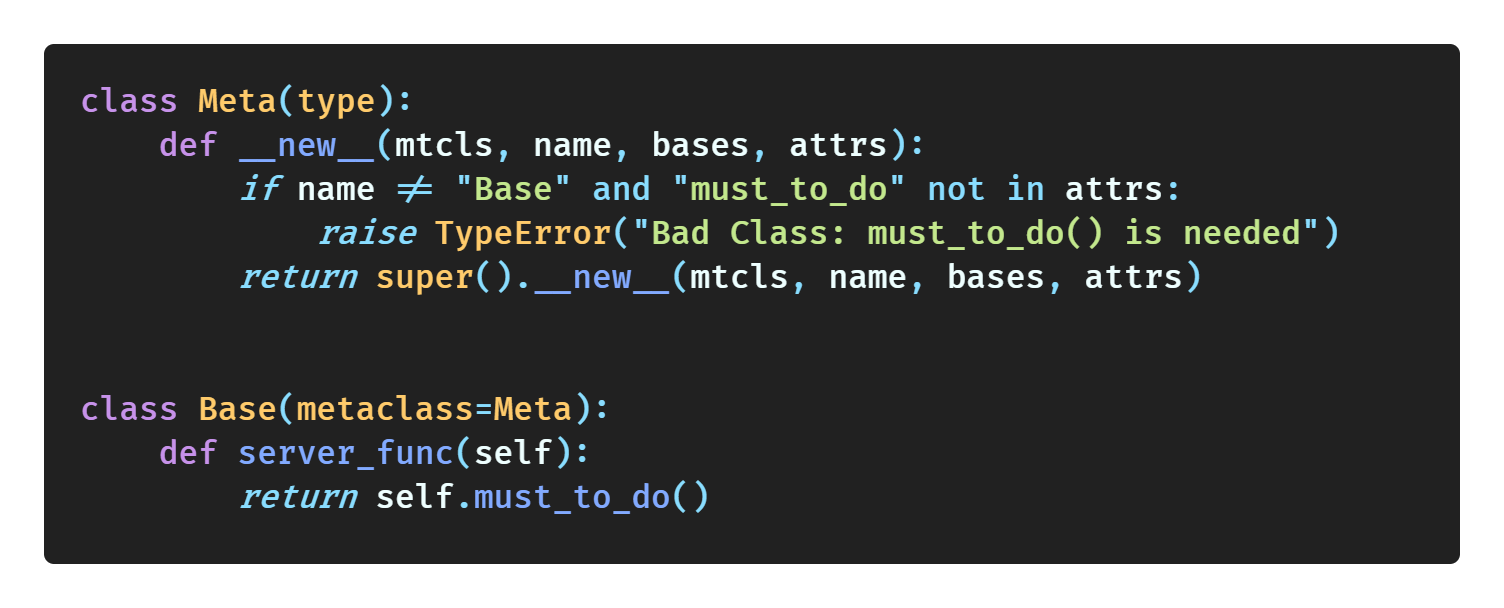 class Meta(type):
    def __new__(mtcls, name, bases, attrs):
        if name != "Base" and "must_to_do" not in attrs:
            raise TypeError("Bad Class: must_to_do() is needed")
        return super().__new__(mtcls, name, bases, attrs)
class Base(metaclass=Meta):
    def server_func(self):
        return self.must_to_do()